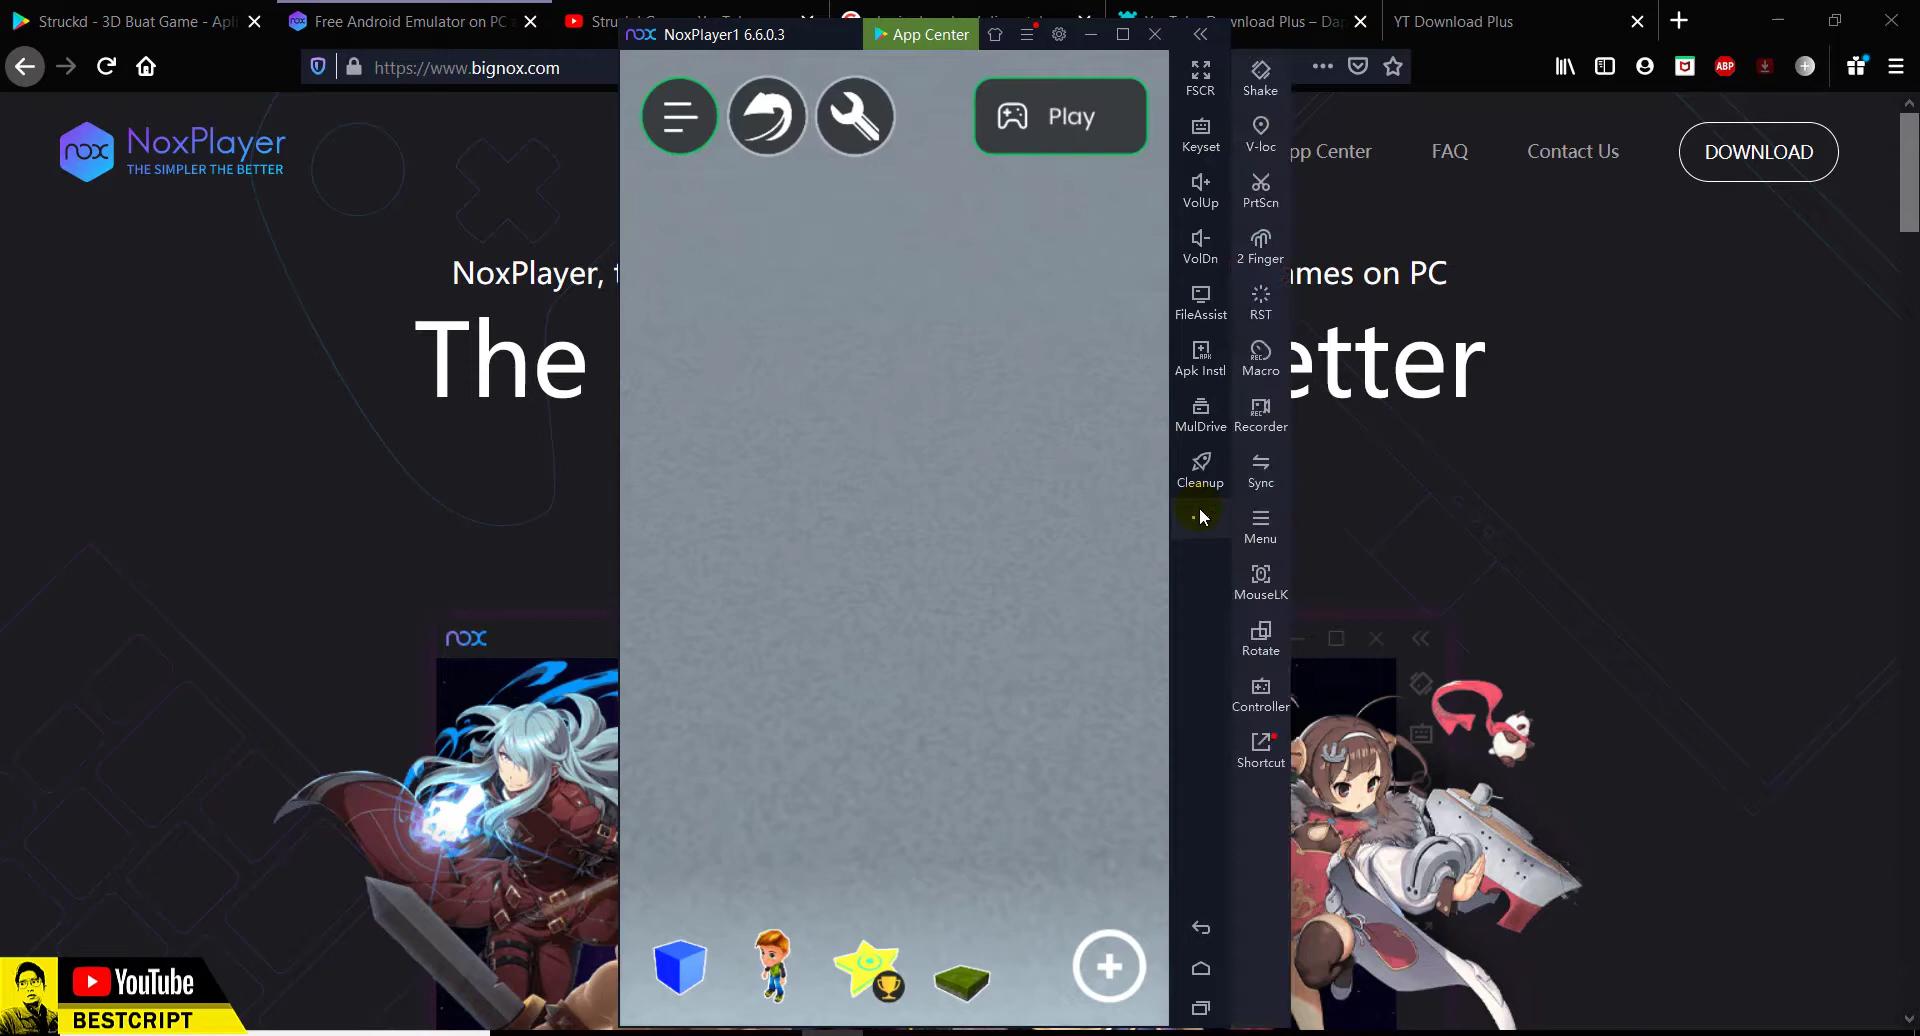 Struckd - 3D Buat Game - Apl
Free Android Emulator on PC a
NoxPlayer1 6.6.0.3
App Center
YT Download Plus
https://www.bignox.com
ABP
FSCR
Shake
Keyset
V-loc
VolUp
PrtScn
VolDn
2 Finger
FileAssist
RST
Apk Instl
Macro
MulDrive
Recorder
Cleanup
Sync
Menu
MouseLK
Rotate
Controller
Shortcut
Play
nox
NoxPlayer
THE SIMPLER THE BETTER
pp Center
FAQ
Contact Us
DOWNLOAD
NoxPlayer, t
mes on PC
The
etter
nox
YouTube
BESTCRIPT